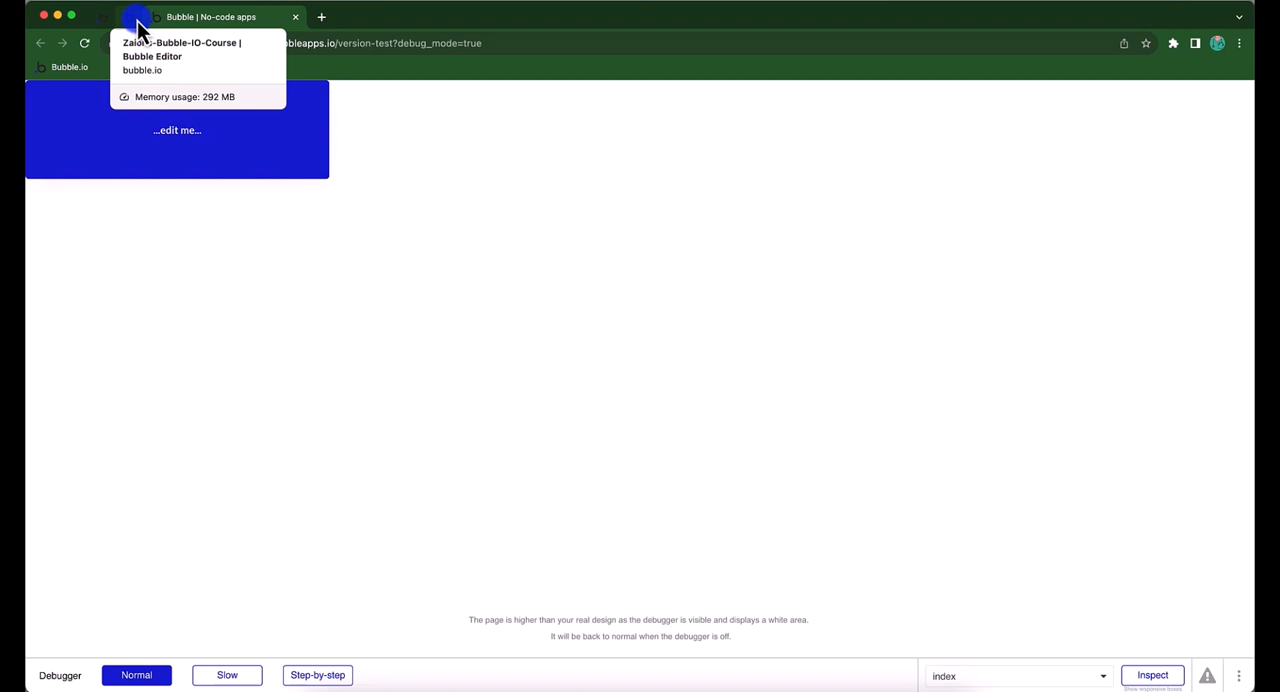 Bubble | No-code apps
bleapps.io/version-test?debug_mode=true
Bubble.io
-Bubble-IO-Course |
Bubble Editor
bubble.io
Memory usage: 292 MB
...edit me...
The page is higher than your real design as the debugger is visible and displays a white area.
It will be back to normal when the debugger is off.
Debugger
Normal
Slow
Step-by-step
index
Inspect
Show responsive boxes